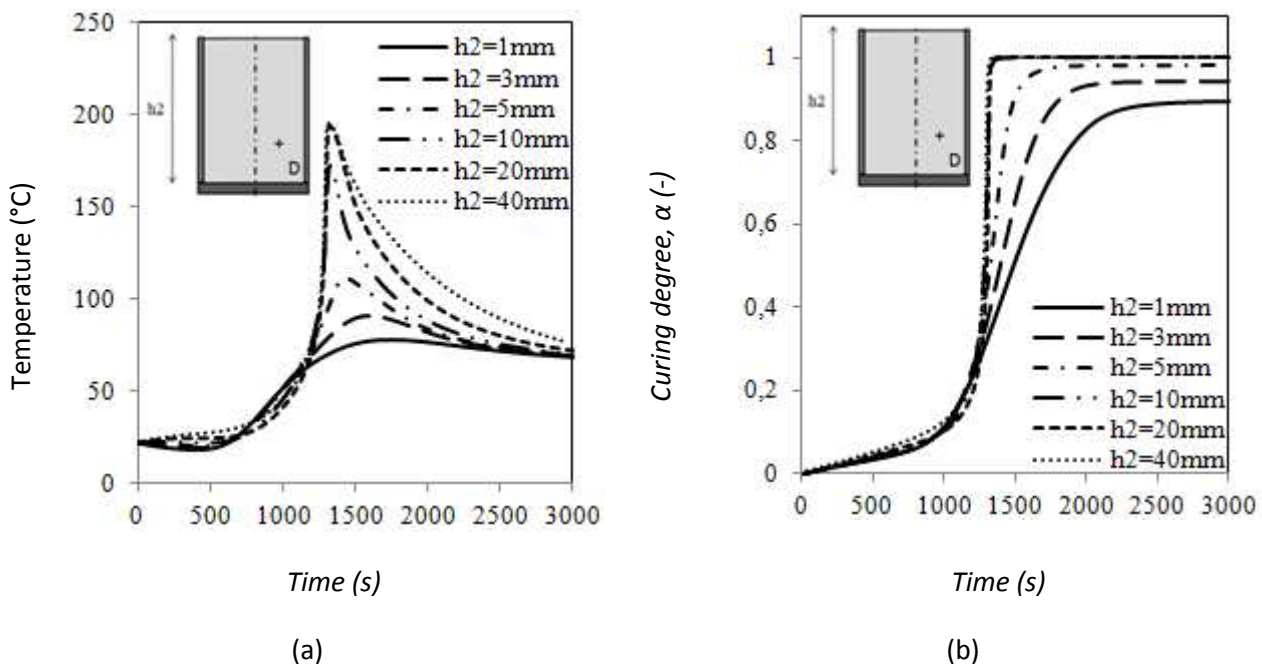 250
200
150
100
50
0
0 500 1000 1500 2000 2500 3000
Temperature (°C)
Time (s)
h2
D
h2=1mm
h2 =3mm
h2=5mm
h2=10mm
h2=20mm
h2=40mm
(a)
1
0,8
0,6
0,4
0,2
0
0 500 1000 1500 2000 2500 3000
Curing degree, α (-)
Time (s)
h2
D
h2=1mm
h2=3mm
h2=5mm
h2=10mm
h2=20mm
h2=40mm
(b)